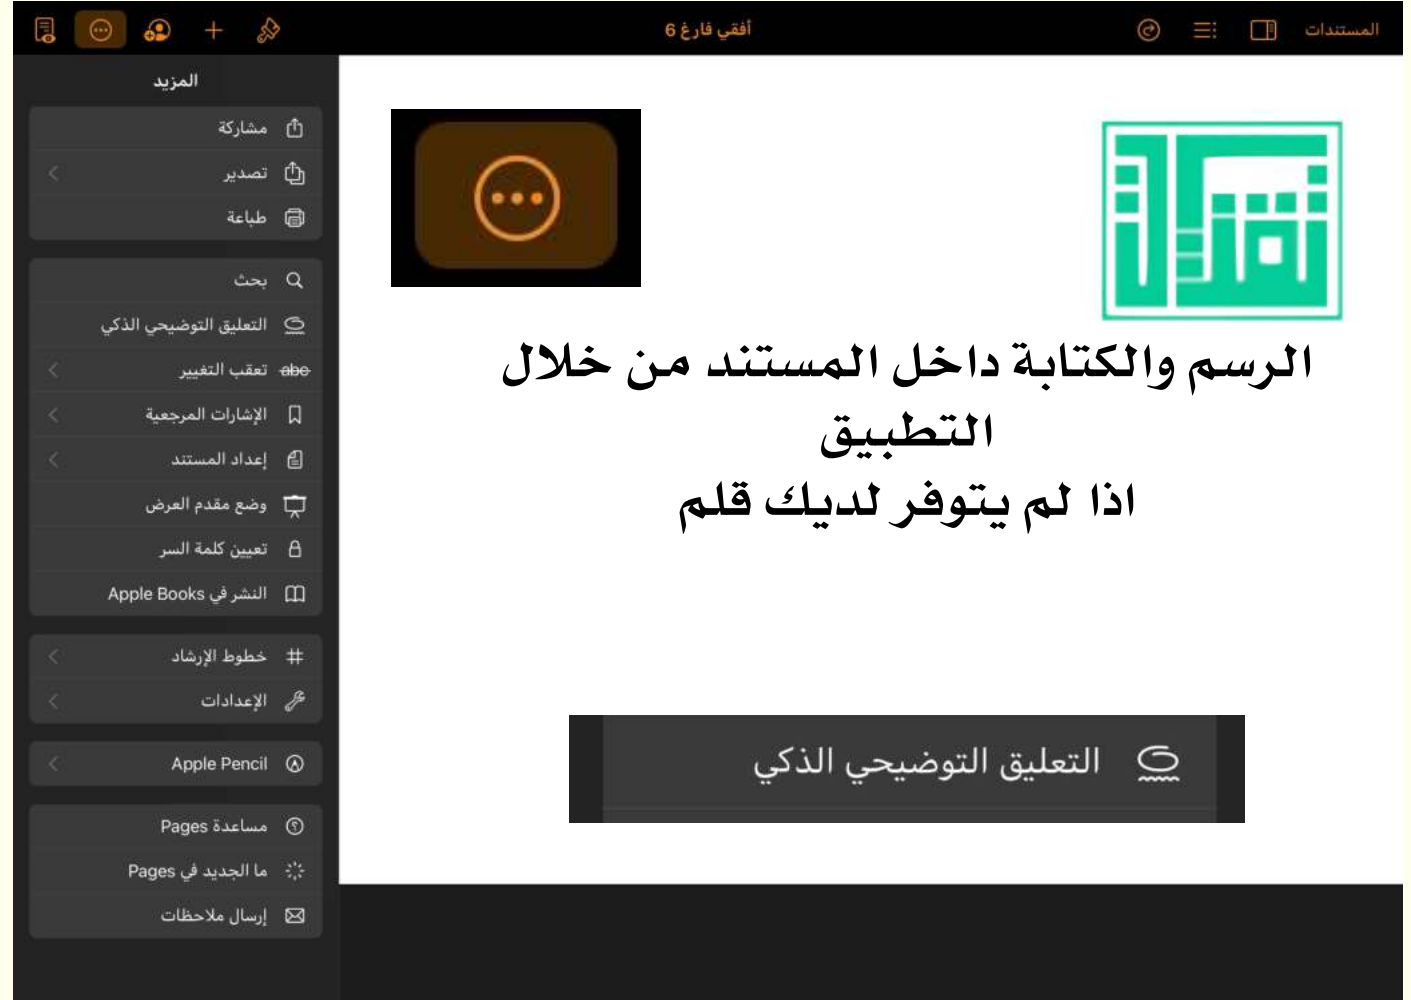 المستندات
أفقي فارغ 6
المزيد
مشاركة
تصدير
طباعة
بحث
التعليق التوضيحي الذكي
abc تعقب التغيير
الإشارات المرجعية
إعداد المستند
وضع مقدم العرض
تعيين كلمة السر
النشر في Apple Books
خطوط الإرشاد
الإعدادات
Apple Pencil
مساعدة Pages
ما الجديد في Pages
إرسال ملاحظات
الرسم والكتابة داخل المستند من خلال
التطبيق
اذا لم يتوفر لديك قلم
التعليق التوضيحي الذكي